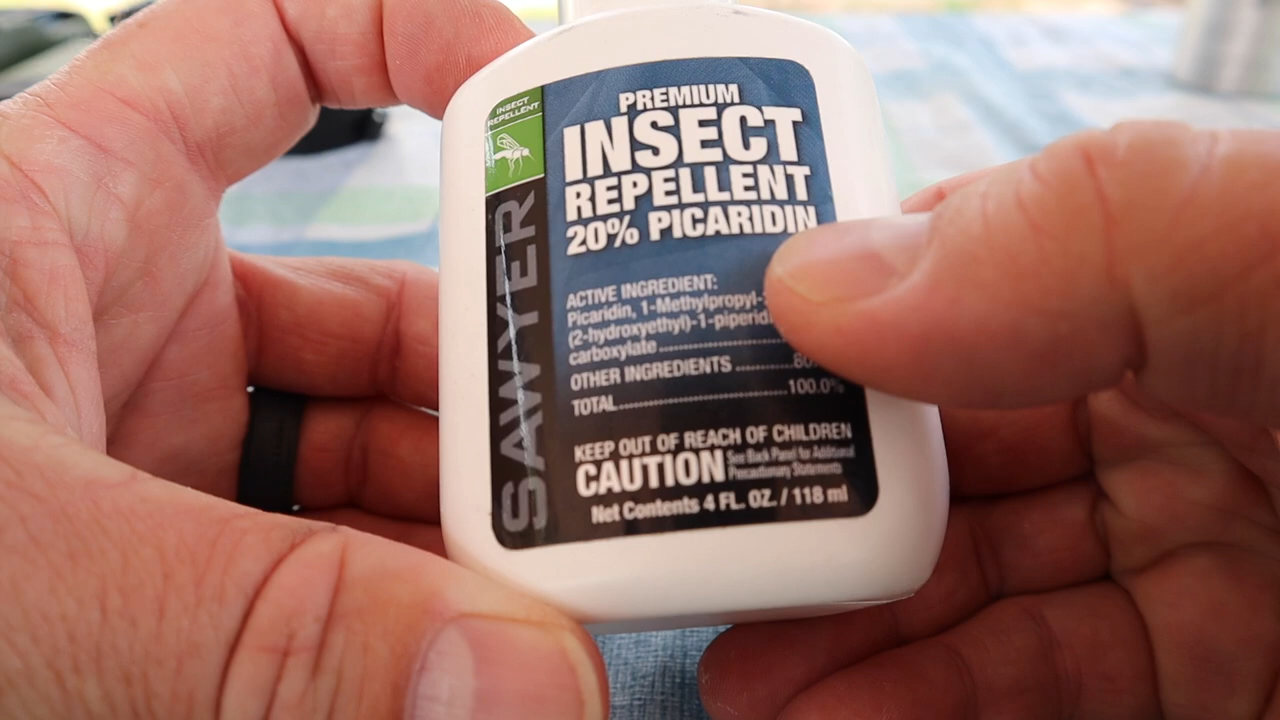 INSECT
REPELLENT
SAWYER
PREMIUM
INSECT
REPELLENT
20% PICARIDIN
ACTIVE INGREDIENT:
Picaridin, 1-Methylpropyl-
(2-hydroxyethyl)-1-piperidi
carboxylate
OTHER INGREDIENTS ............80
TOTAL..............................100.0%
KEEP OUT OF REACH OF CHILDREN
CAUTION See Back Panel for Additional
Precautionary Statements
Net Contents 4 FL. OZ. / 118 ml